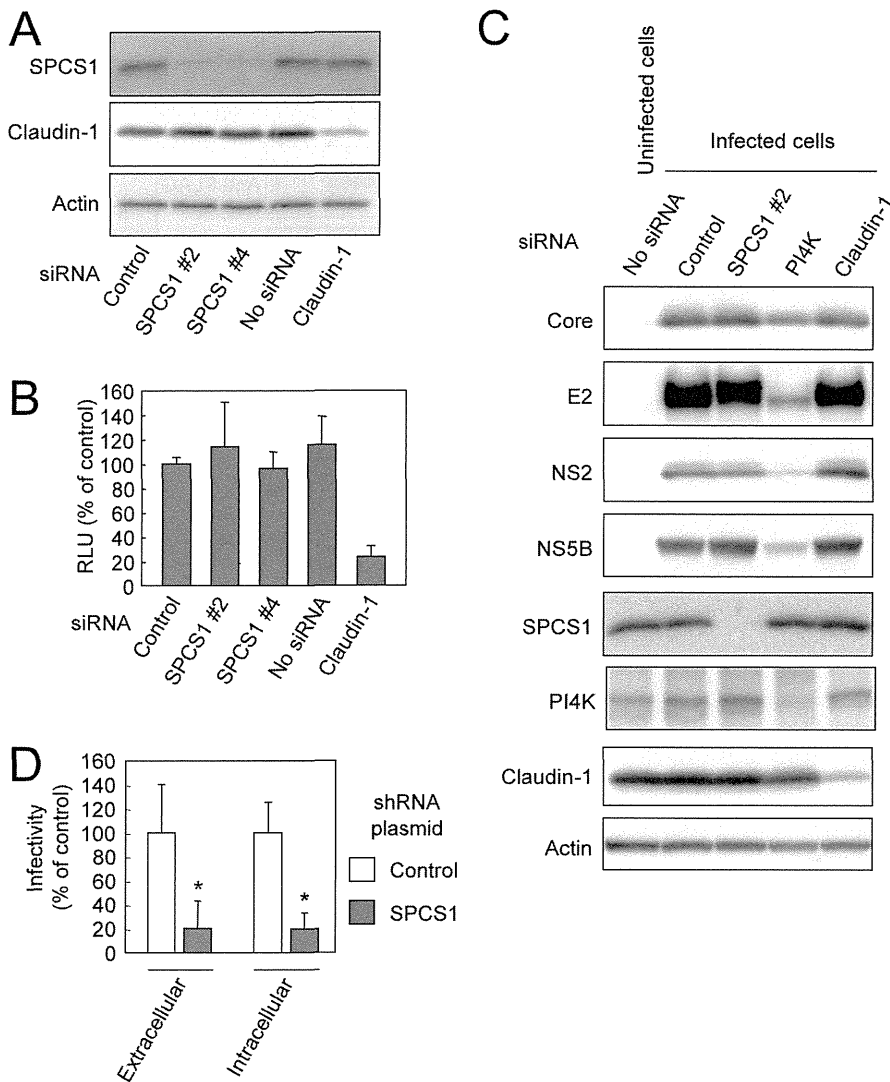 A
SPCS1
Claudin-1
Actin
siRNA
Control
SPCS1 #2
SPCS1 #4
No siRNA
Claudin-1
B
RLU (% of control)
160
140
120
100
80
60
40
20
0
siRNA
Control
SPCS1 #2
SPCS1 #4
No siRNA
Claudin-1
D
Infectivity
(% of control)
160
140
120
100
80
60
40
20
0
*
*
Extracellular
Intracellular
shRNA
plasmid
Control
SPCS1
C
Uninfected cells
Infected cells
siRNA
No siRNA
Control
SPCS1 #2
PI4K
Claudin-1
Core
E2
NS2
NS5B
SPCS1
PI4K
Claudin-1
Actin